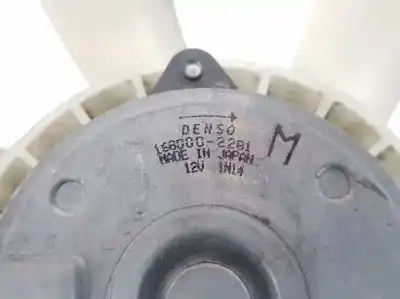 DENSO
168000-2281
MADE IN JAPAN
12V 1N14
M